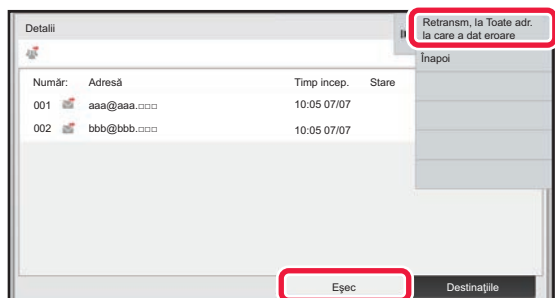 Detalii
Retransm, la Toate adr.
la care a dat eroare
Înapoi
Număr: Adresă Timp incep. Stare
001 aaa@aaa.□□□ 10:05 07/07
002 bbb@bbb.□□□ 10:05 07/07
Eşec Destinaţiile